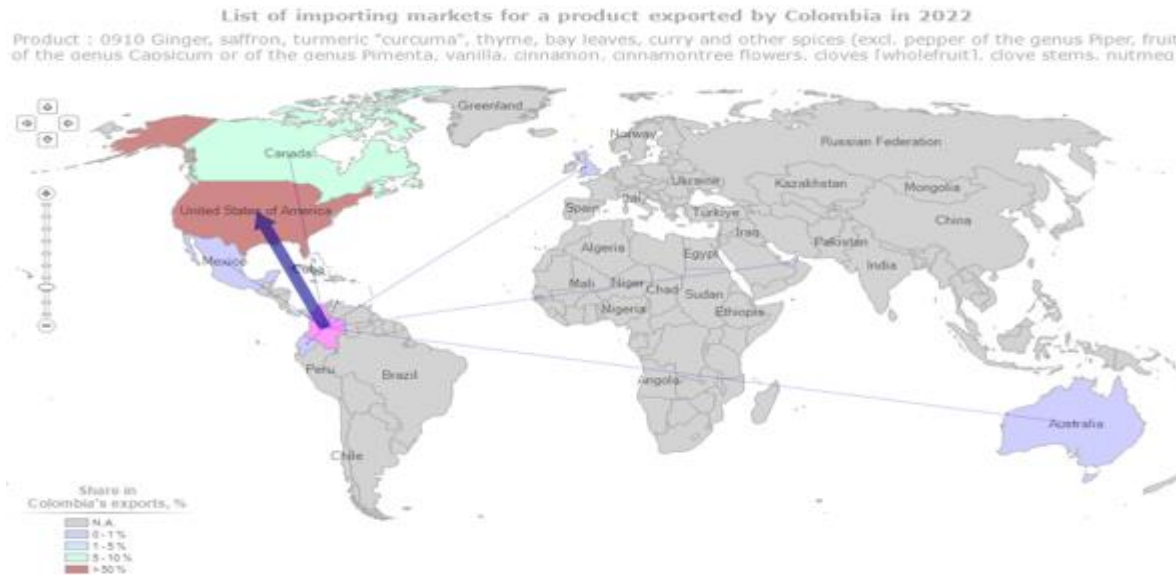 List of importing markets for a product exported by Colombia in 2022
Product : 0910 Ginger, saffron, turmeric "curcuma", thyme, bay leaves, curry and other spices (excl. pepper of the genus Piper, fruit
of the genus Capsicum or of the genus Pimenta, vanilla, cinnamon, cinnamontree flowers, cloves [wholefruit], clove stems, nutmeg
Greenland
Norway
Russian Federation
Canada
Ukraine
Kazakhstan
Mongolia
United States of America
Spain
Italy
Türkiye
China
Iraq
Algeria
Egypt
Pakistan
Mexico
Cuba
India
Mali
Niger
Chad
Sudan
Nigeria
Ethiopia
Peru
Brazil
Angola
Australia
Chile
Share in
Colombia's exports, %
N.A.
0 - 1 %
1 - 5 %
5 - 10 %
>50 %